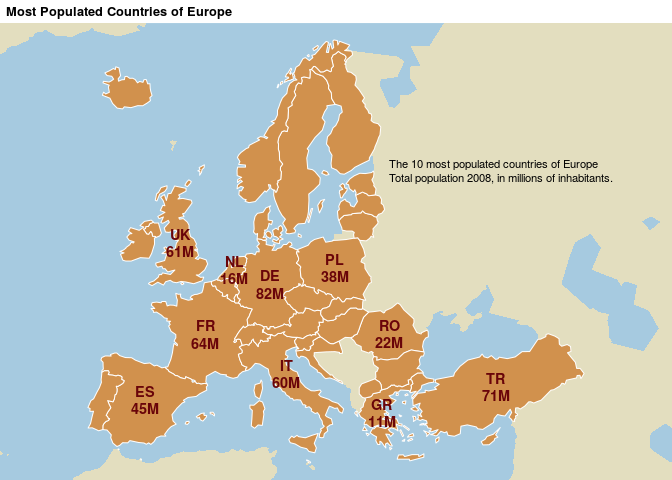 Most Populated Countries of Europe
The 10 most populated countries of Europe
Total population 2008, in millions of inhabitants.
UK
61M
NL
16M
DE
82M
PL
38M
FR
64M
RO
22M
IT
60M
ES
45M
TR
71M
GR
11M